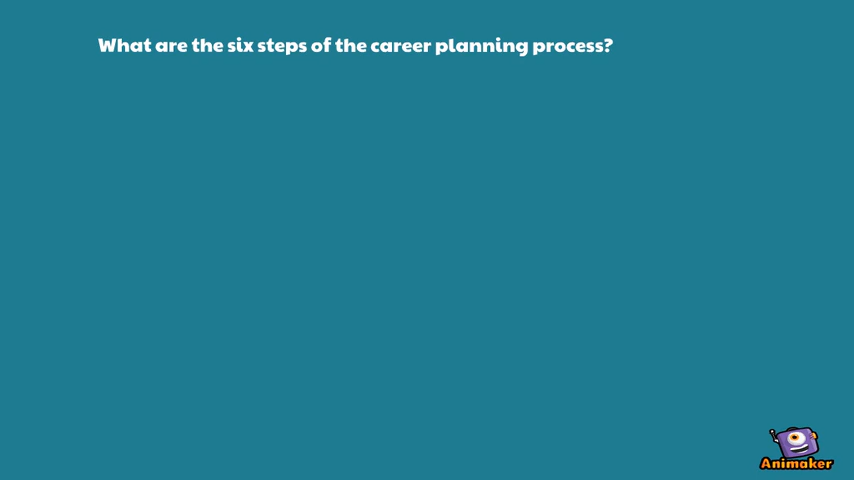 What are the six steps of the career planning process?
Animaker